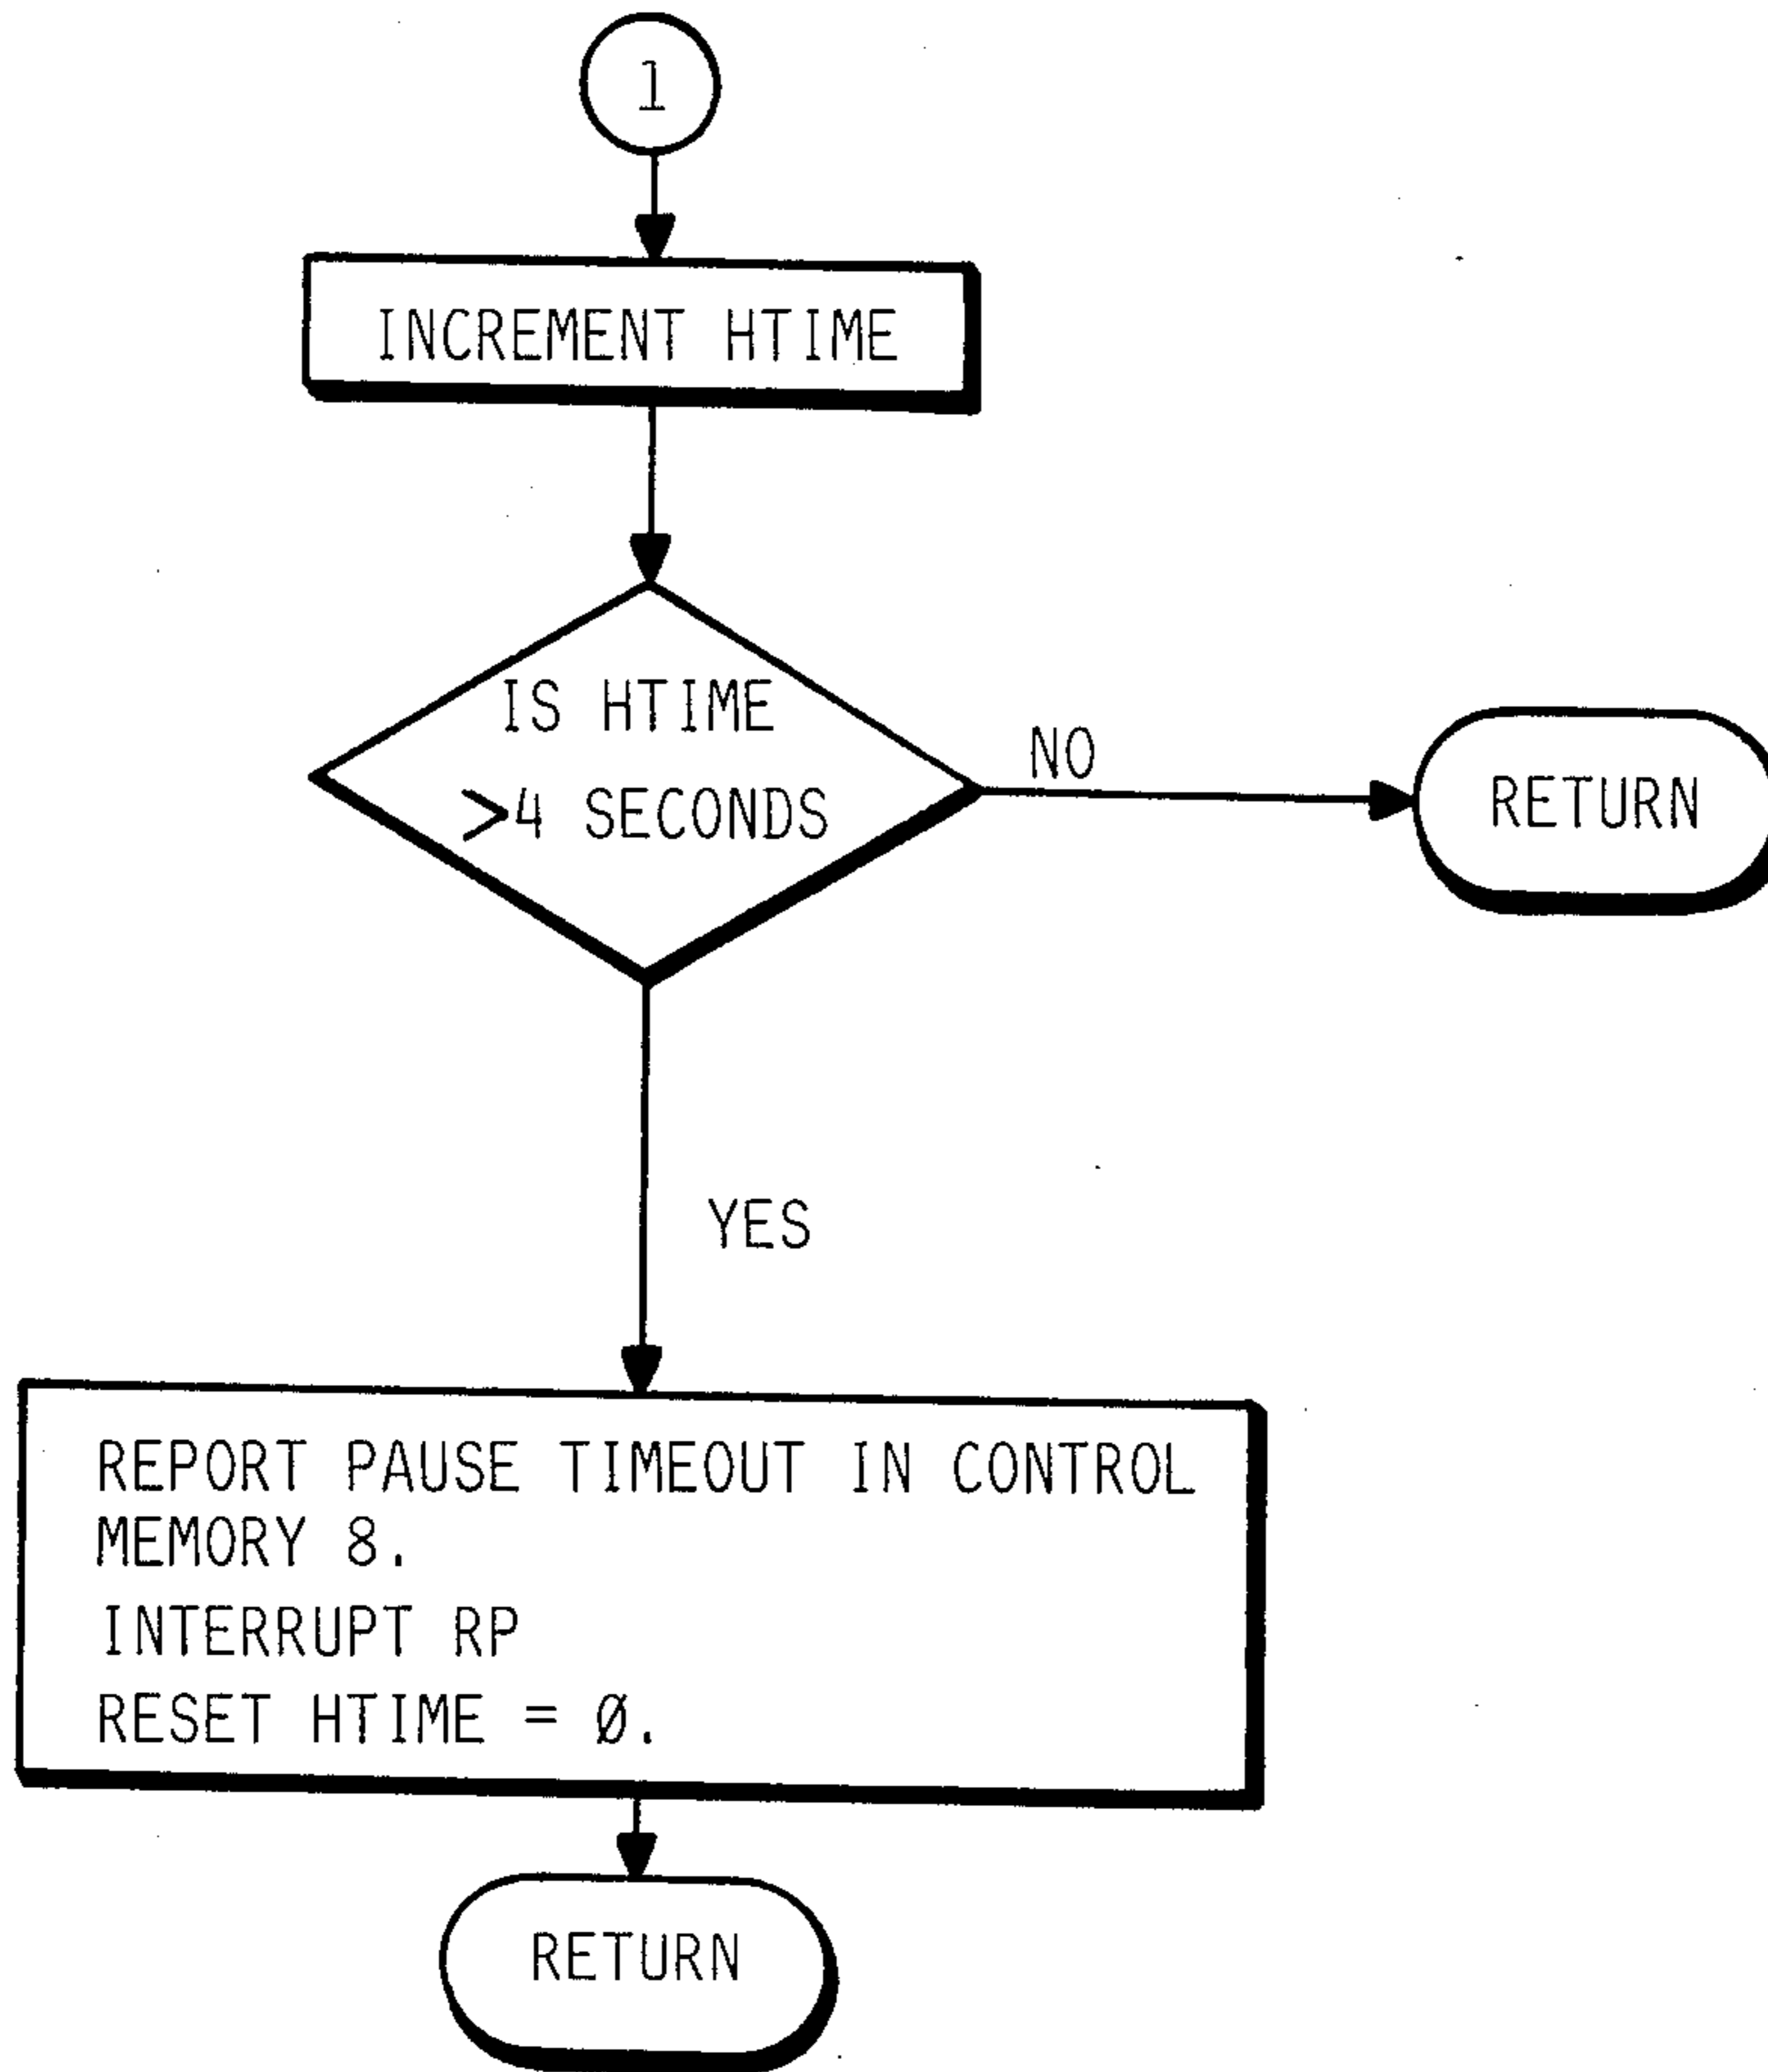 1
INCREMENT HTIME
IS HTIME
>4 SECONDS
NO
RETURN
YES
REPORT PAUSE TIMEOUT IN CONTROL
MEMORY 8.
INTERRUPT RP
RESET HTIME = Ø.
RETURN